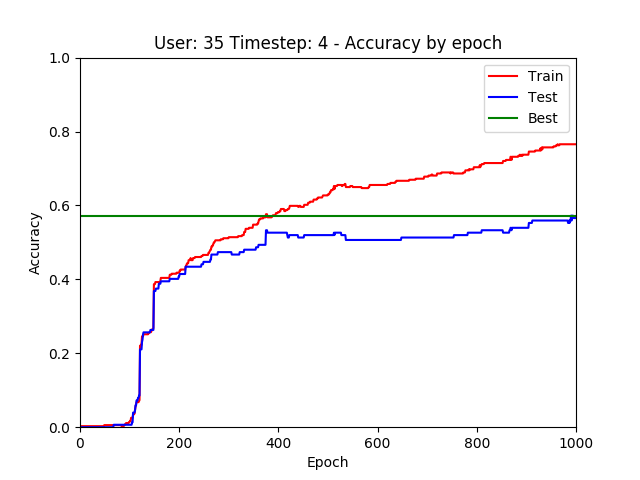 User: 35 Timestep: 4 - Accuracy by epoch
1.0
0.8
0.6
0.4
0.2
0.0
Accuracy
Train
Test
Best
0 200 400 600 800 1000
Epoch